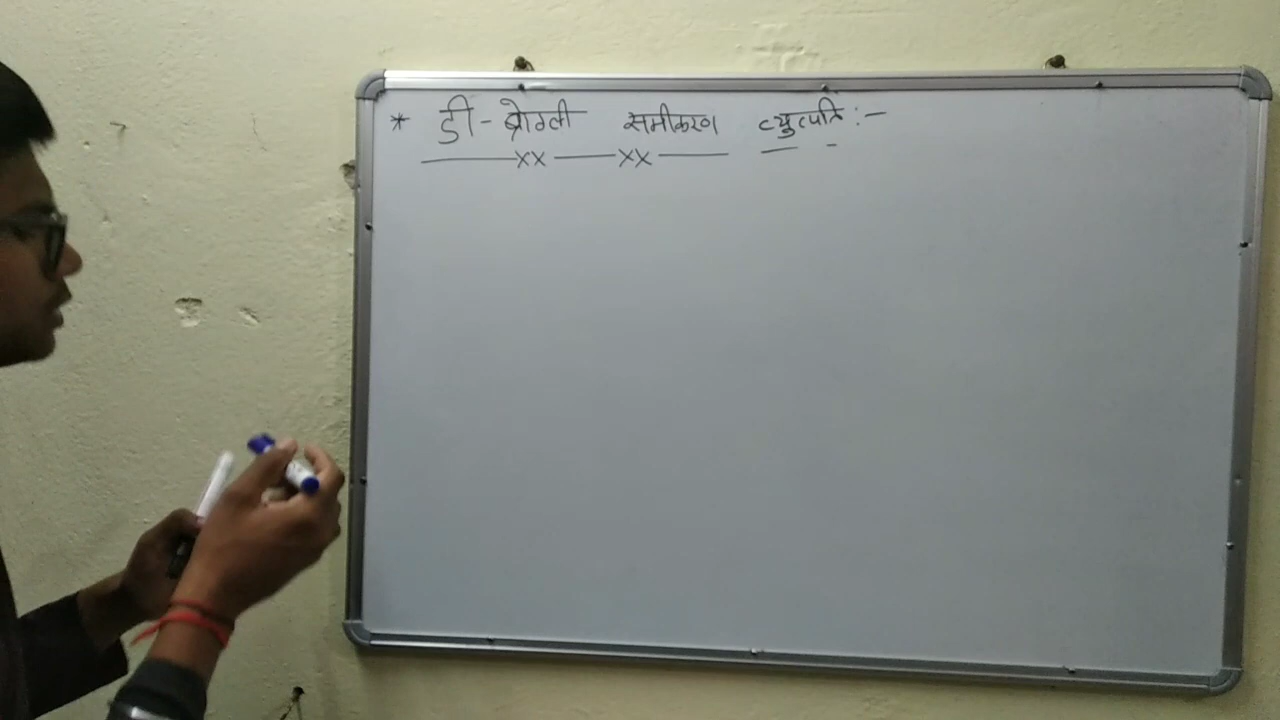 * डी-ब्रोग्ली समीकरण व्युत्पति :-
xx xx